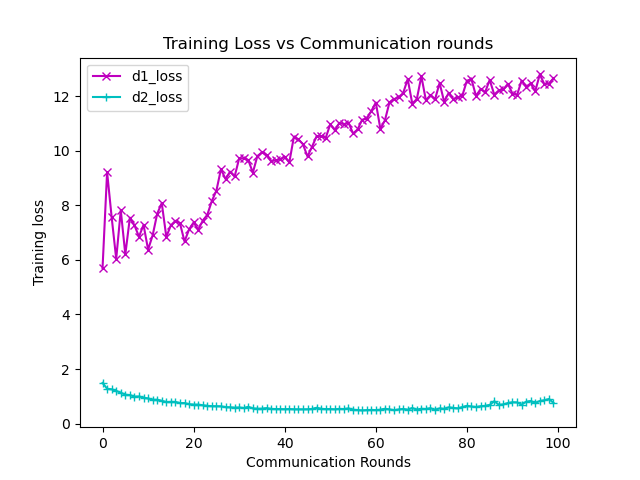 Training Loss vs Communication rounds
d1_loss
d2_loss
Training loss
12
10
8
6
4
2
0
0 20 40 60 80 100
Communication Rounds